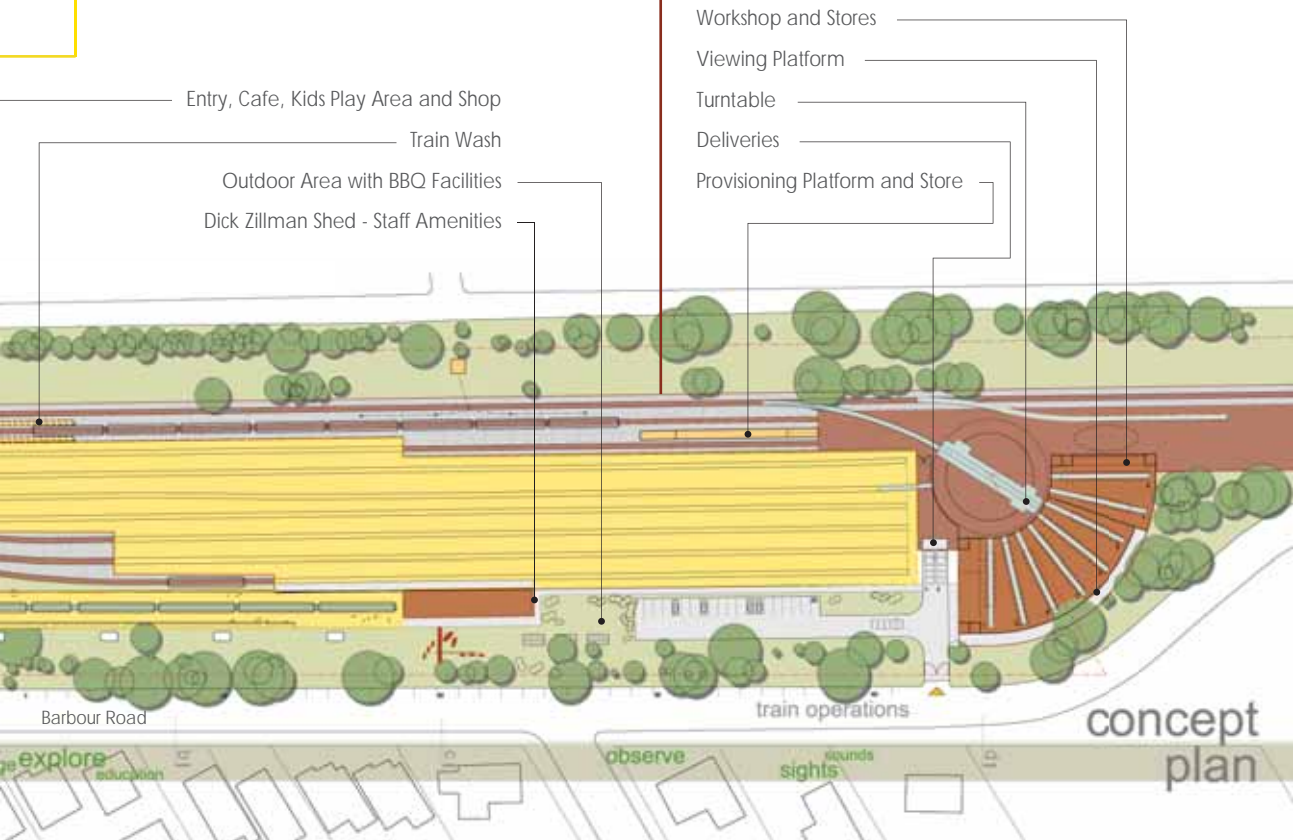 Workshop and Stores
Viewing Platform
Entry, Cafe, Kids Play Area and Shop
Turntable
Train Wash
Deliveries
Outdoor Area with BBQ Facilities
Provisioning Platform and Store
Dick Zillman Shed - Staff Amenities
train operations
Barbour Road
concept
plan
explore
education
observe
sounds
sights